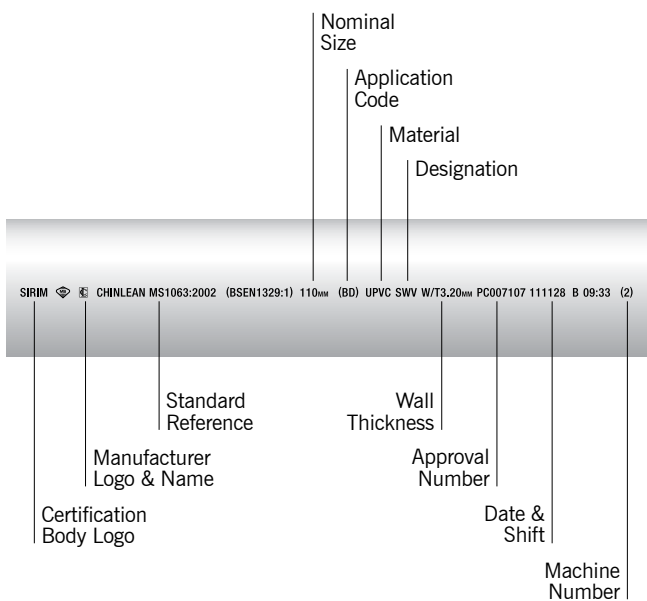 Nominal
Size
Application
Code
Material
Designation
SIRIM CHINLEAN MS1063:2002 (BSEN1329:1) 110MM (BD) UPVC SWV W/T3.20MM PC007107 111128 B 09:33 (2)
Standard
Reference
Wall
Thickness
Manufacturer
Logo & Name
Approval
Number
Certification
Body Logo
Date &
Shift
Machine
Number